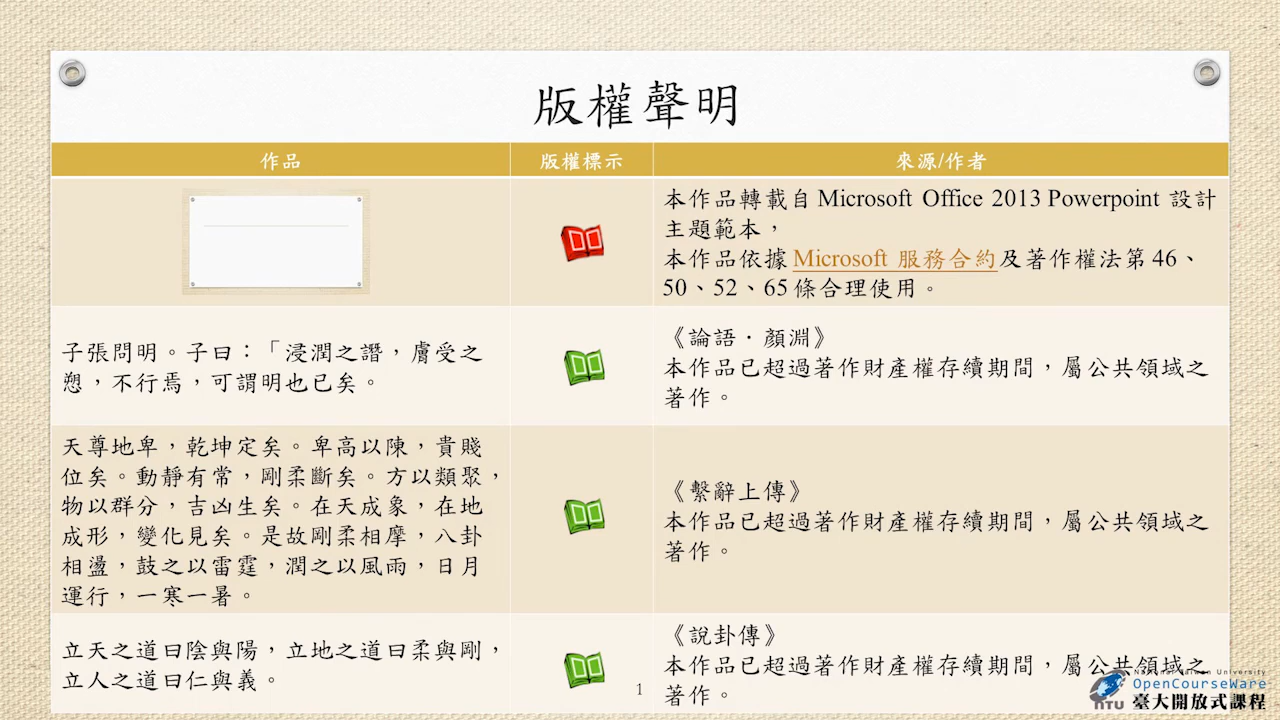 版權聲明
作品
版權標示
來源/作者
本作品轉載自 Microsoft Office 2013 Powerpoint 設計
主題範本，
本作品依據 Microsoft 服務合約及著作權法第 46、
50、52、65 條合理使用。
子張問明。子曰：「浸潤之譖，膚受之
愬，不行焉，可謂明也已矣。
《論語．顏淵》
本作品已超過著作財產權存續期間，屬公共領域之
著作。
天尊地卑，乾坤定矣。卑高以陳，貴賤
位矣。動靜有常，剛柔斷矣。方以類聚，
物以群分，吉凶生矣。在天成象，在地
成形，變化見矣。是故剛柔相摩，八卦
相盪，鼓之以雷霆，潤之以風雨，日月
運行，一寒一暑。
《繫辭上傳》
本作品已超過著作財產權存續期間，屬公共領域之
著作。
立天之道曰陰與陽，立地之道曰柔與剛，
立人之道曰仁與義。
《說卦傳》
本作品已超過著作財產權存續期間，屬公共領域之
著作。
1
National Taiwan University
OpenCourseWare
NTU 臺大開放式課程